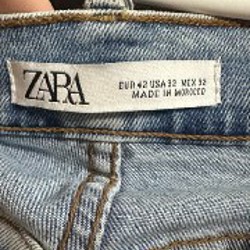 ZARA
EUR 42 USA 32 MEX 32
MADE IN MOROCCO